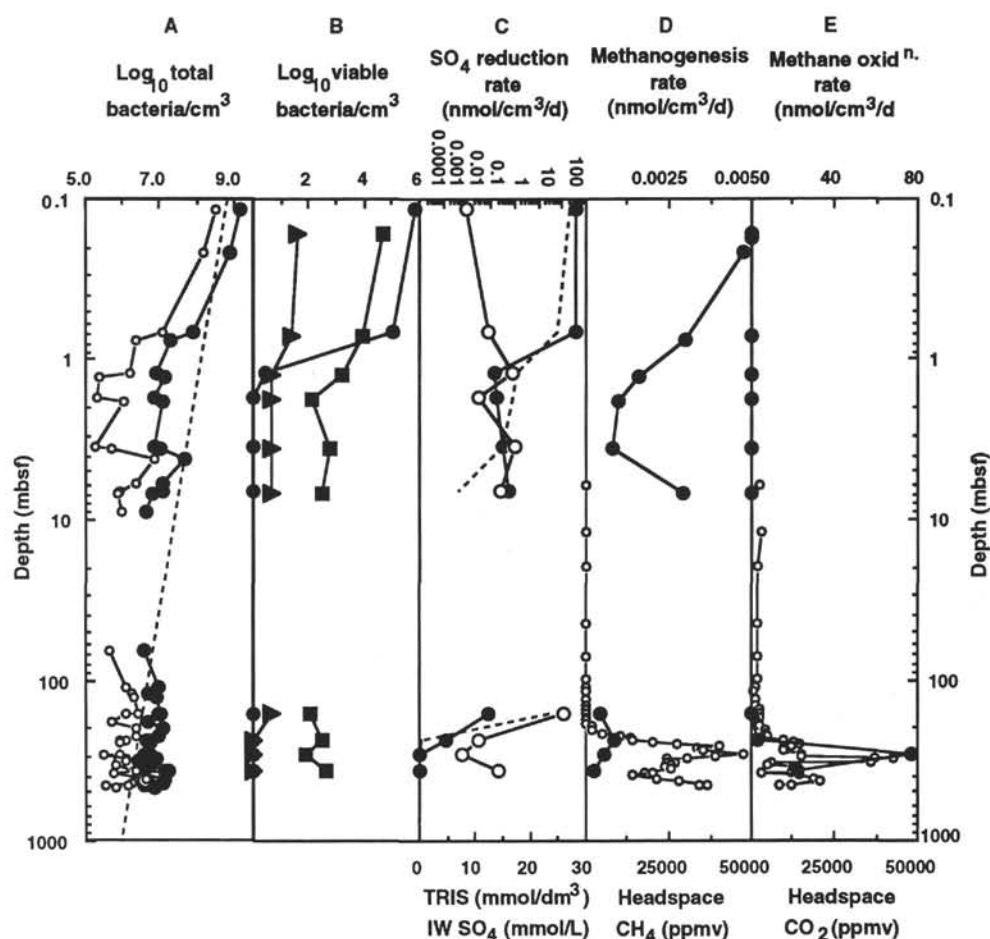 A B C D E
Log10 total bacteria/cm3
Log10 viable bacteria/cm3
SO4 reduction rate (nmol/cm3/d)
Methanogenesis rate (nmol/cm3/d)
Methane oxidn. rate (nmol/cm3/d
5.0 7.0 9.0
2 4 6
0.0001 0.001 0.01 0.1 1 10 100
0.0025 0.0050
40 80
0.1 0.1
1 1
10 10
100 100
1000 1000
Depth (mbsf)
Depth (mbsf)
0 10 20 30
25000 50000
25000 50000
TRIS (mmol/dm3) Headspace Headspace
IW SO4 (mmol/L) CH4 (ppmv) CO2 (ppmv)